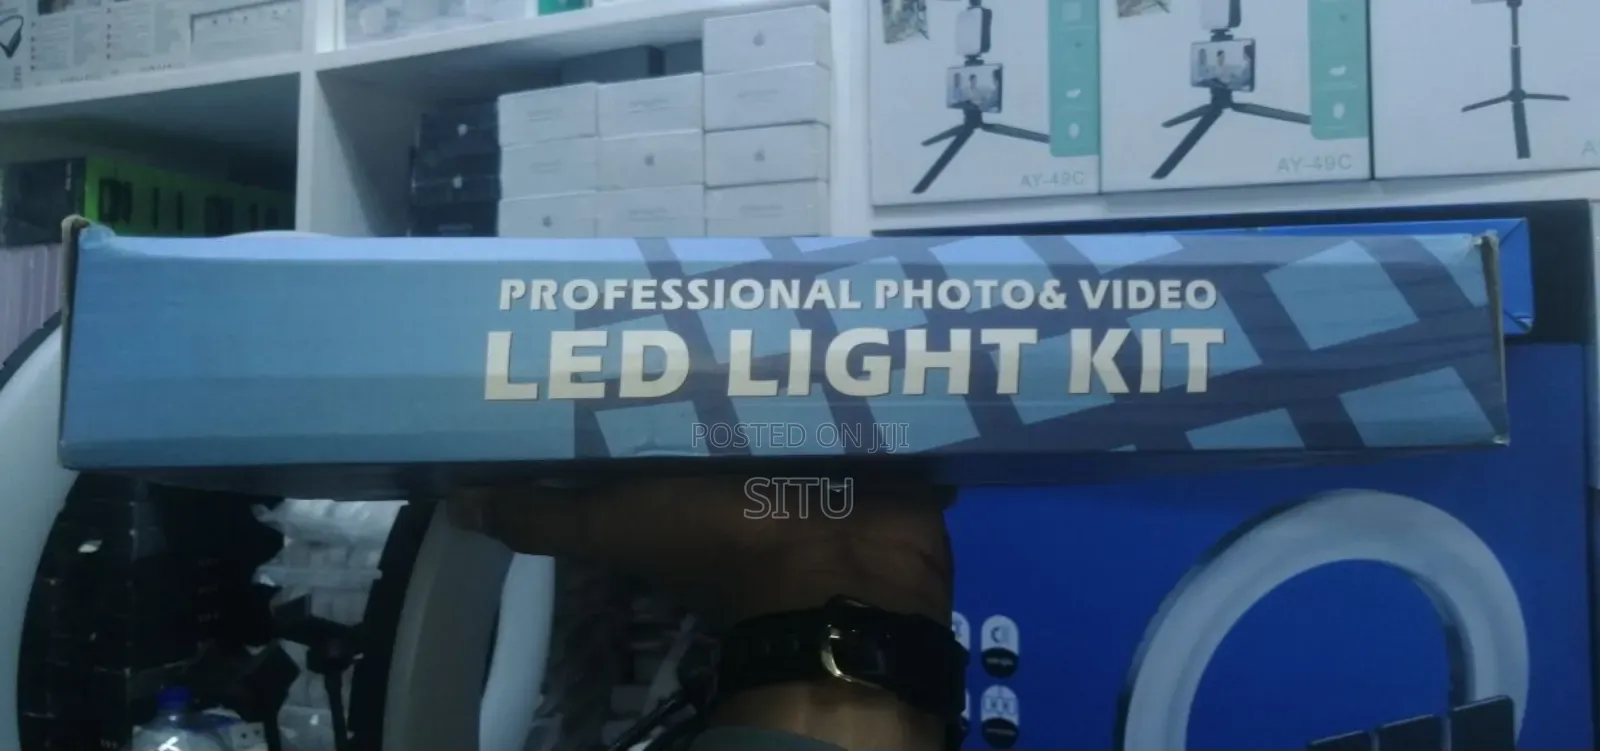 AY-49C
AY-49C
PROFESSIONAL PHOTO& VIDEO
LED LIGHT KIT
POSTED ON JIJI
SITU